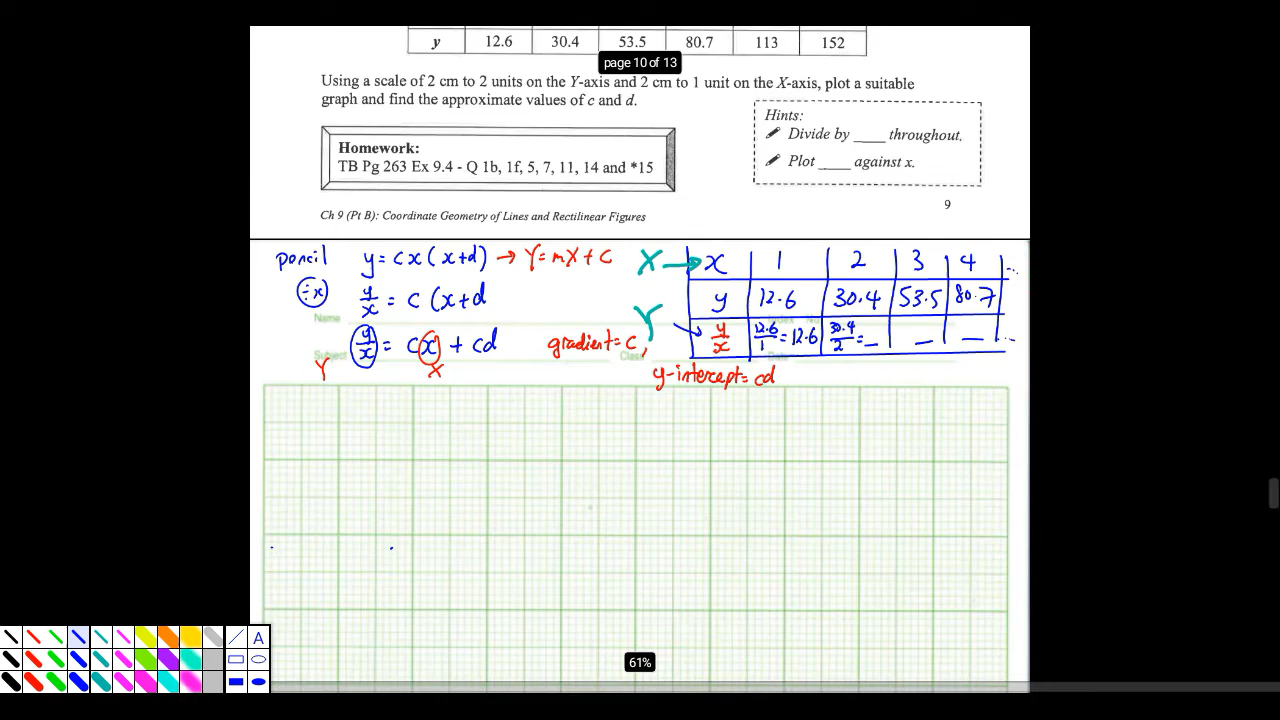 y 12.6 30.4 53.5 80.7 113 152
page 10 of 13
Using a scale of 2 cm to 2 units on the Y-axis and 2 cm to 1 unit on the X-axis, plot a suitable
graph and find the approximate values of c and d.
Hints:
Divide by ____ throughout.
Plot ____ against x.
Homework:
TB Pg 263 Ex 9.4 - Q 1b, 1f, 5, 7, 11, 14 and *15
9
Ch 9 (Pt B): Coordinate Geometry of Lines and Rectilinear Figures
pencil y = cx(x+d) → Y=mX+c
÷x y/x = c(x+d
y/x = cx + cd
Y X
gradient=c,
y-intercept=cd
X → x 1 2 3 4 ...
y 12.6 30.4 53.5 80.7
Y → y/x 12.6/1 = 12.6 30.4/2 = _ _ _ ...
Name
Subject
Class
61%
A